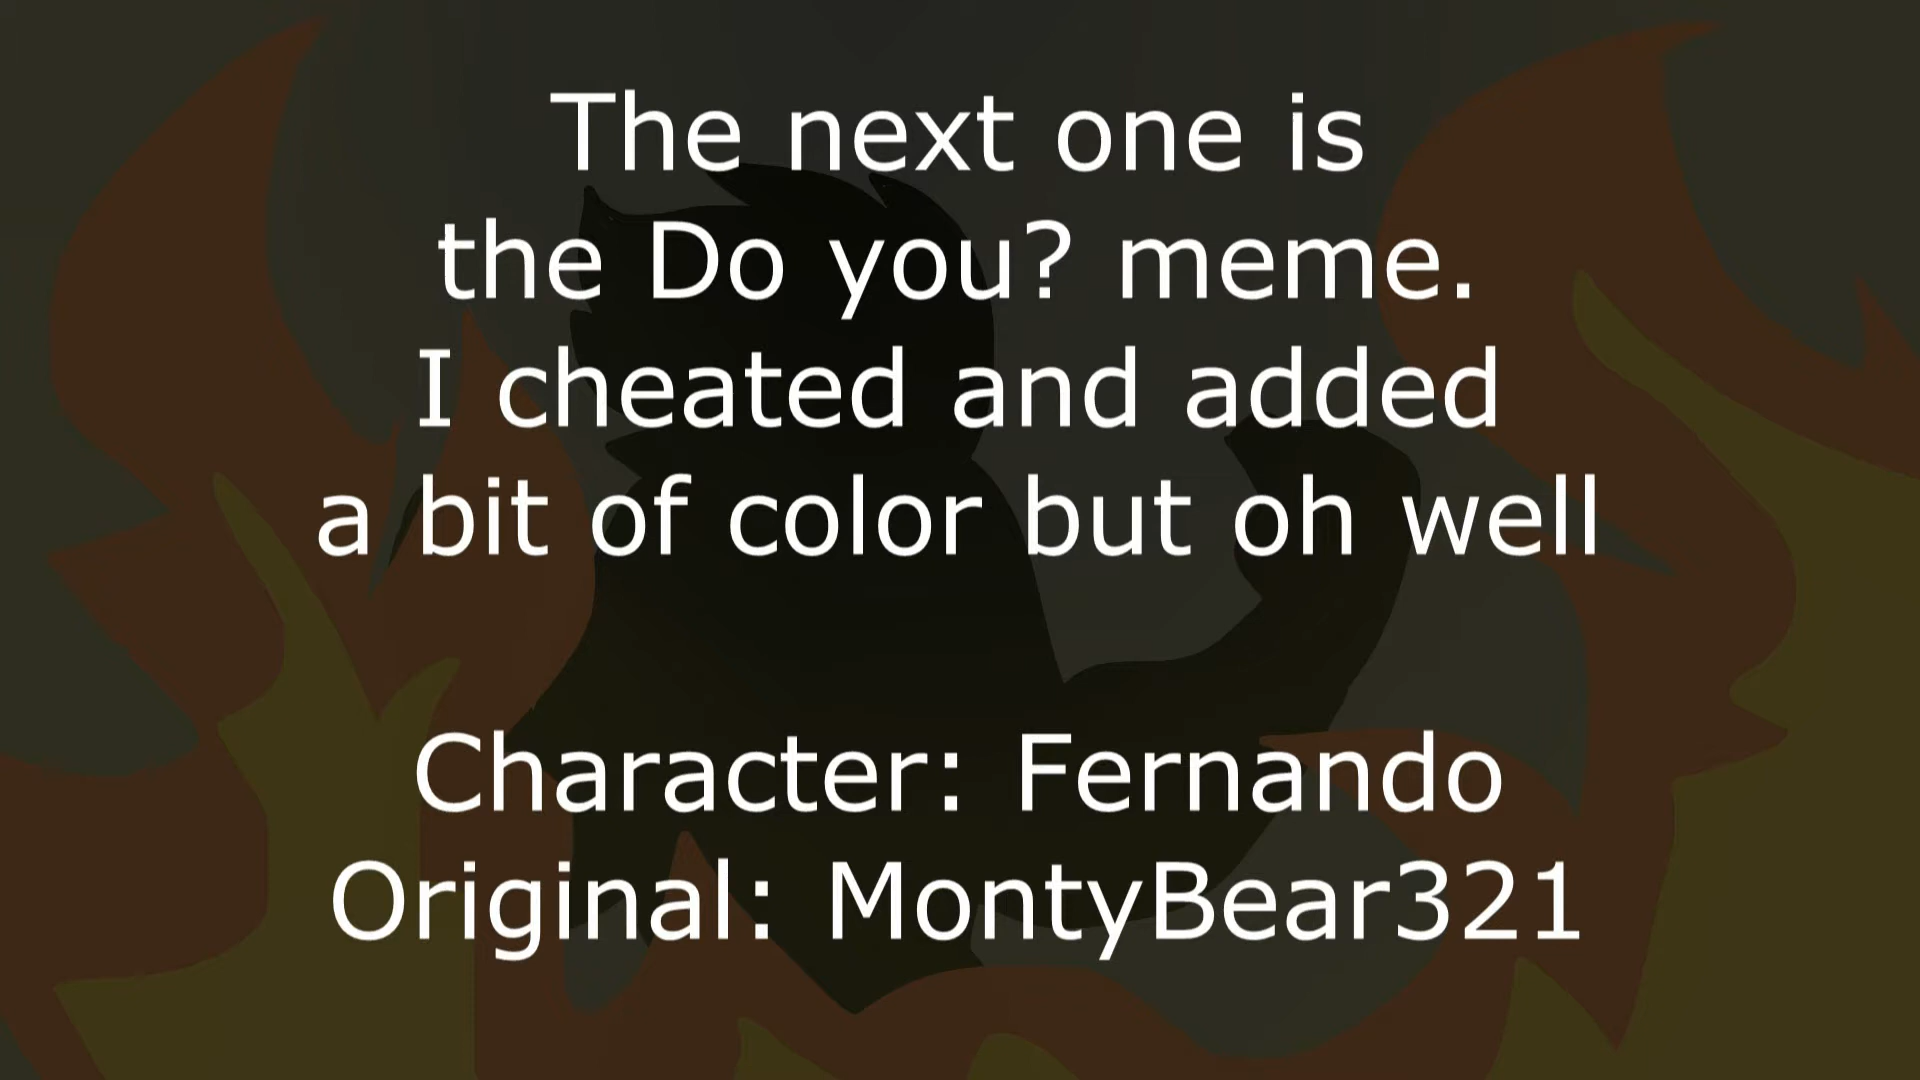 The next one is
the Do you? meme.
I cheated and added
a bit of color but oh well
Character: Fernando
Original: MontyBear321